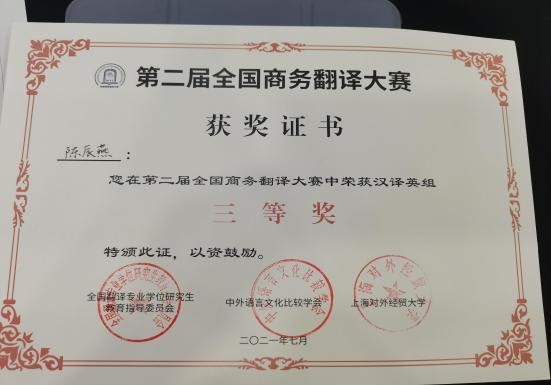 第二届全国商务翻译大赛
获奖证书
陈辰燕：
您在第二届全国商务翻译大赛中荣获汉译英组
三等奖
特颁此证，以资鼓励。
全国翻译专业学位研究生
教育指导委员会
中外语言文化比较学会
上海对外经贸大学
二〇二一年七月